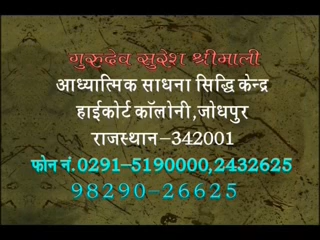 गुरुदेव सुरेश श्रीमाली
आध्यात्मिक साधना सिद्धि केन्द्र
हाईकोर्ट कॉलोनी,जोधपुर
राजस्थान–342001
फोन नं. 0291–5190000,2432625
98290–26625